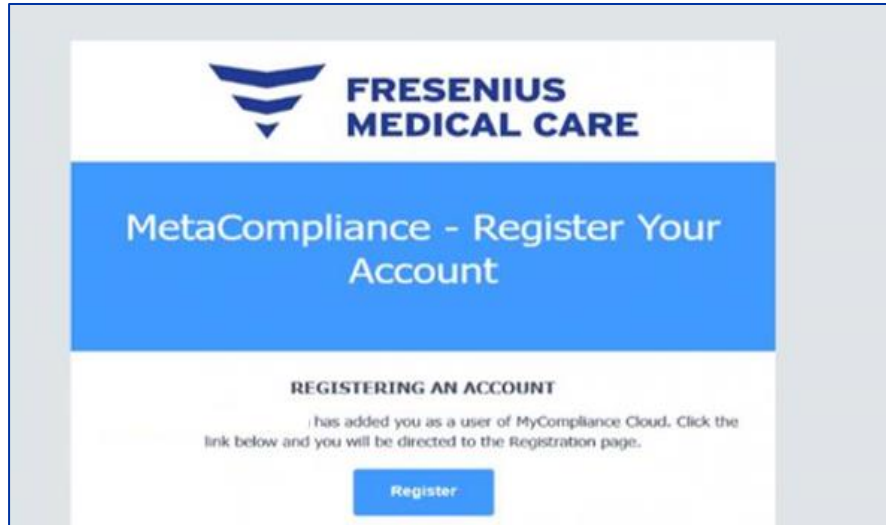 FRESENIUS
MEDICAL CARE
MetaCompliance - Register Your
Account
REGISTERING AN ACCOUNT
has added you as a user of MyCompliance Cloud. Click the
link below and you will be directed to the Registration page.
Register